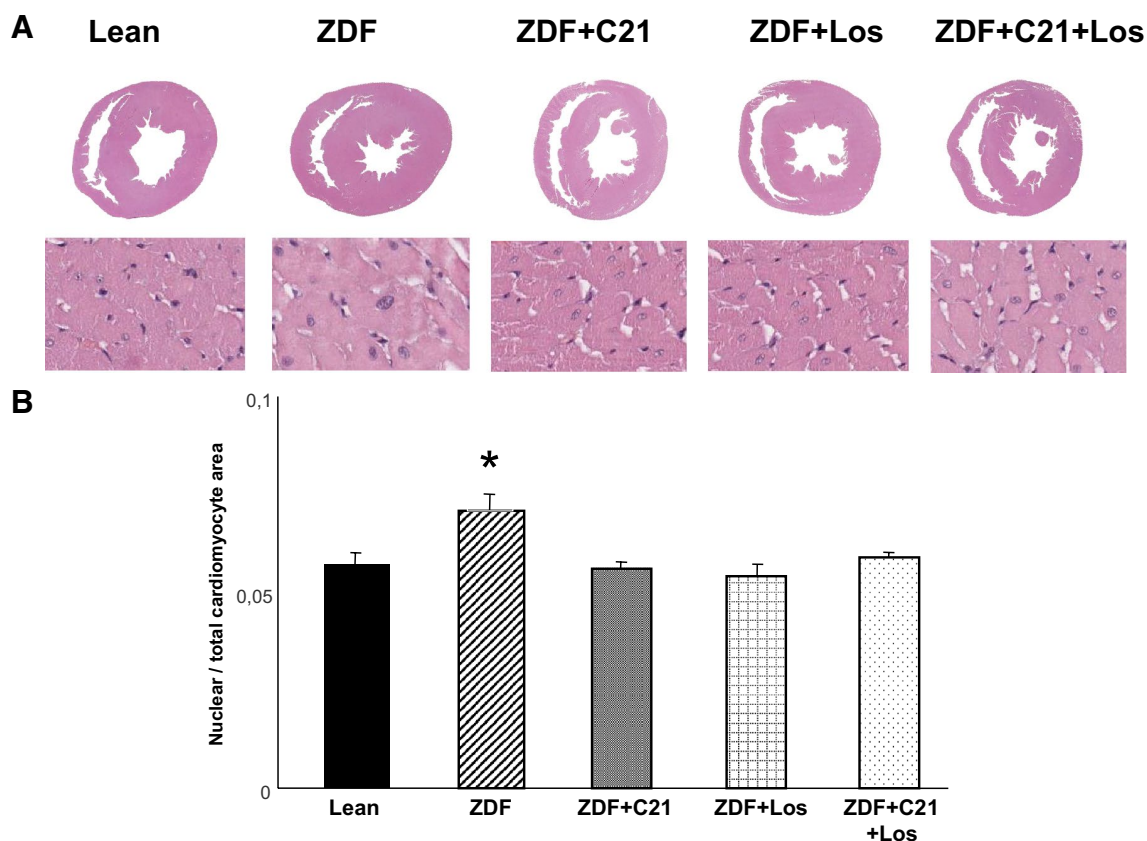 A
Lean ZDF ZDF+C21 ZDF+Los ZDF+C21+Los
B
Nuclear / total cardiomyocyte area
0,1
0,05
0
*
Lean ZDF ZDF+C21 ZDF+Los ZDF+C21
+Los